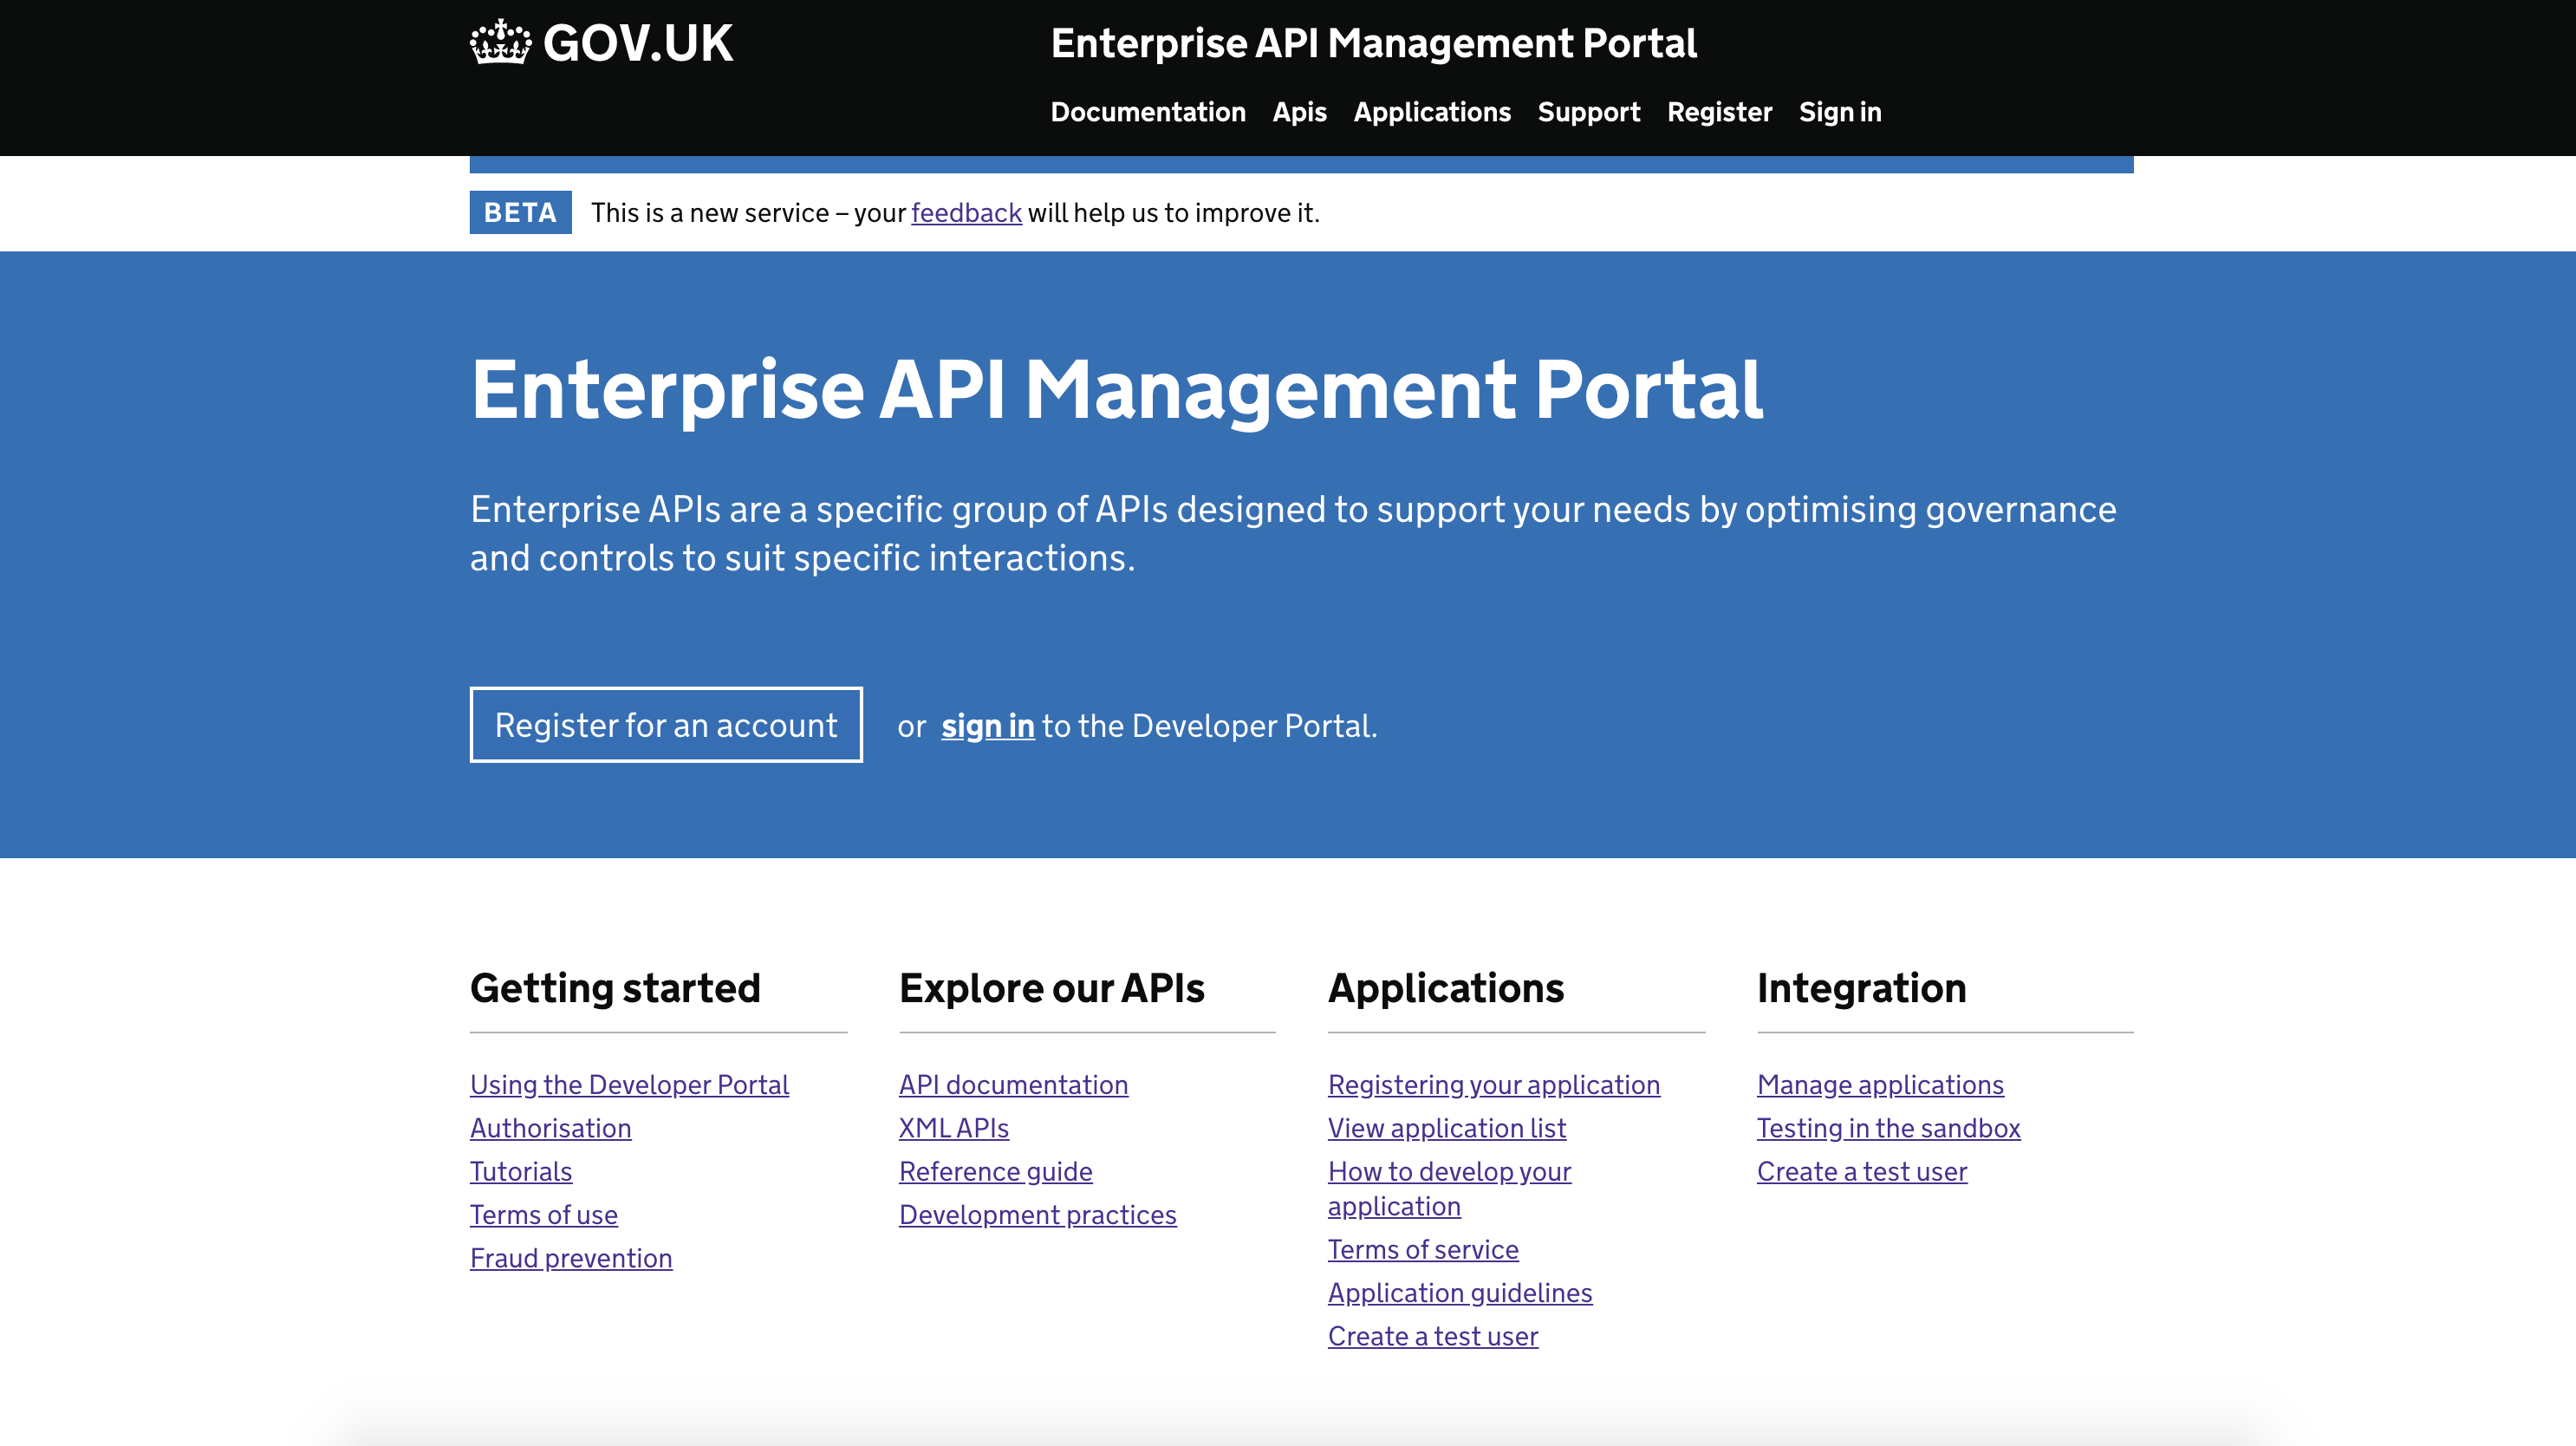 GOV.UK
Enterprise API Management Portal
Documentation Apis Applications Support Register Sign in
BETA This is a new service – your feedback will help us to improve it.
Enterprise API Management Portal
Enterprise APIs are a specific group of APIs designed to support your needs by optimising governance
and controls to suit specific interactions.
Register for an account or sign in to the Developer Portal.
Getting started
Using the Developer Portal
Authorisation
Tutorials
Terms of use
Fraud prevention
Explore our APIs
API documentation
XML APIs
Reference guide
Development practices
Applications
Registering your application
View application list
How to develop your
application
Terms of service
Application guidelines
Create a test user
Integration
Manage applications
Testing in the sandbox
Create a test user